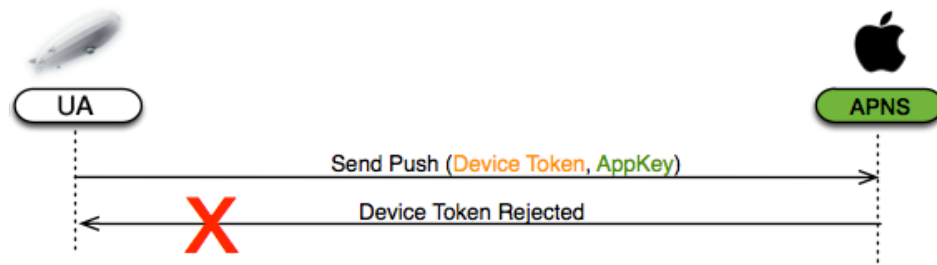 UA
APNS
Send Push (Device Token, AppKey)
Device Token Rejected